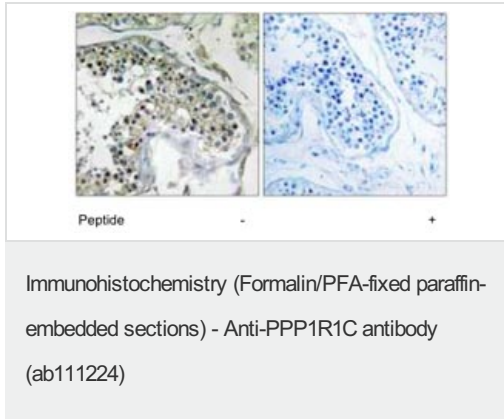 Peptide - +
Immunohistochemistry (Formalin/PFA-fixed paraffin-
embedded sections) - Anti-PPP1R1C antibody
(ab111224)